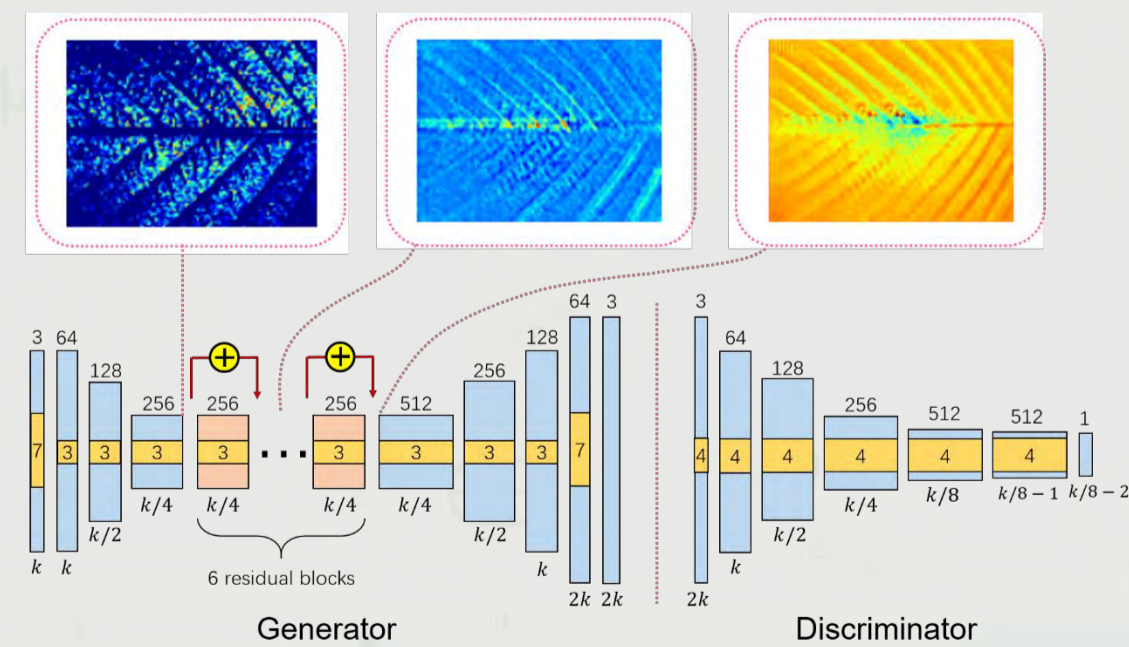 3 64 128 256 256 256 512 256 128 64 3
7 3 3 3 3 ... 3 3 3 3 7
k k k/2 k/4 k/4 k/4 k/4 k/2 k 2k 2k
6 residual blocks
Generator
3 64 128 256 512 512 1
4 4 4 4 4 4
2k k k/2 k/4 k/8 k/8 − 1 k/8 − 2
Discriminator